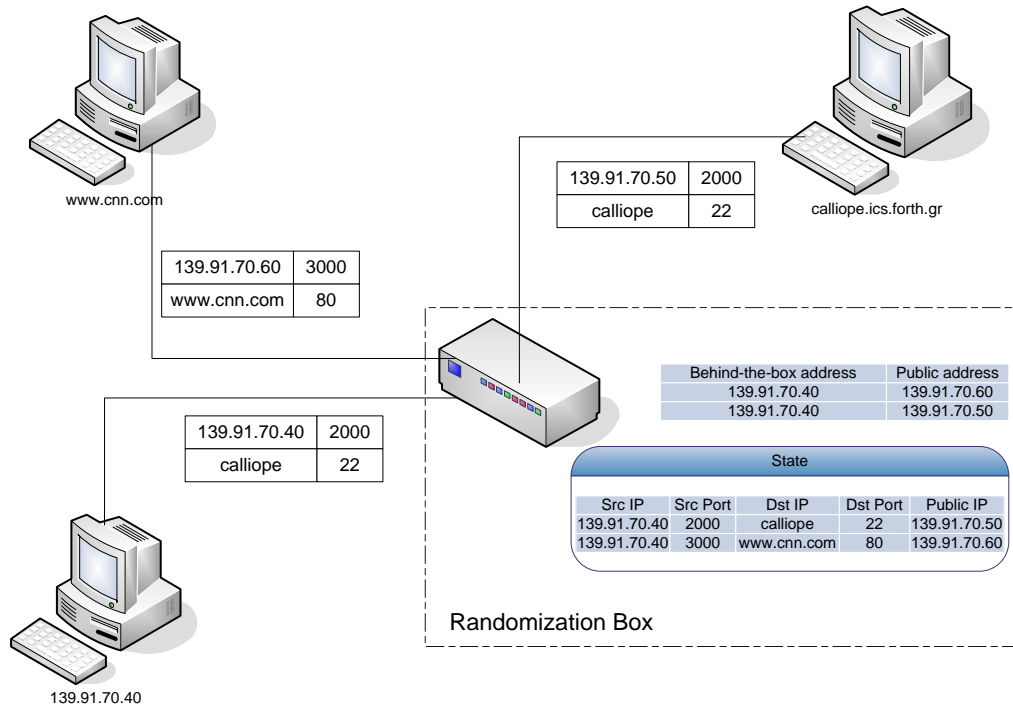 www.cnn.com
calliope.ics.forth.gr
139.91.70.50 2000
calliope 22
139.91.70.60 3000
www.cnn.com 80
139.91.70.40 2000
calliope 22
139.91.70.40
Behind-the-box address Public address
139.91.70.40 139.91.70.60
139.91.70.40 139.91.70.50
State
Src IP Src Port Dst IP Dst Port Public IP
139.91.70.40 2000 calliope 22 139.91.70.50
139.91.70.40 3000 www.cnn.com 80 139.91.70.60
Randomization Box